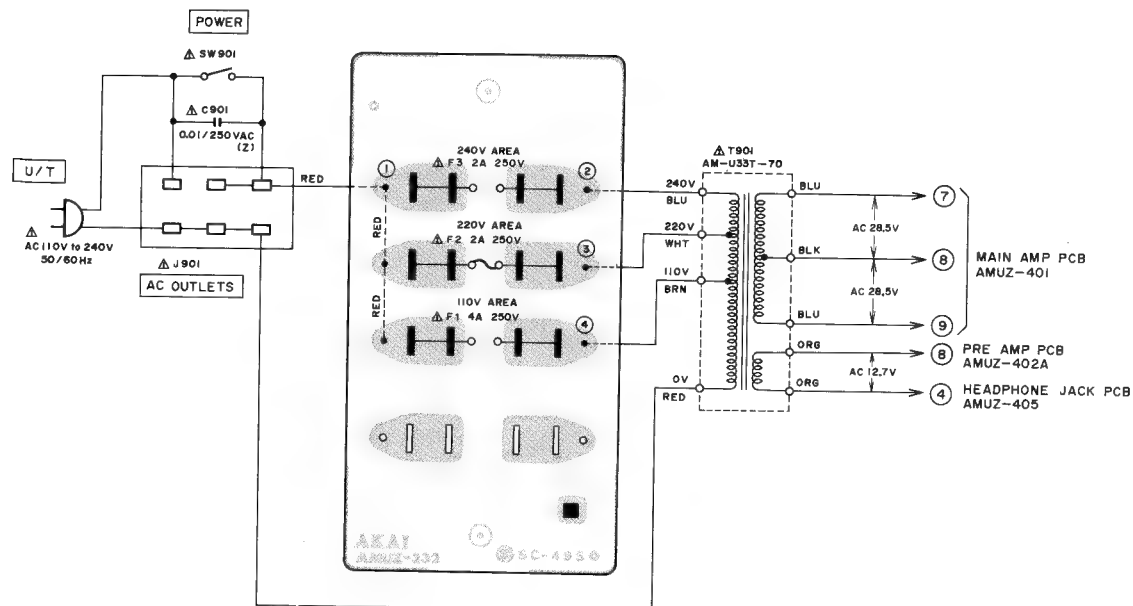 POWER
⚠ SW901
⚠ C901
0.01/250VAC
(Z)
U/T
⚠
AC110V to 240V
50/60Hz
⚠ J901
AC OUTLETS
RED
1
240V AREA
⚠ F3 2A 250V
2
RED
220V AREA
⚠ F2 2A 250V
3
RED
110V AREA
⚠ F1 4A 250V
4
AKAI
AMUZ-232
SC-4950
⚠ T901
AM-U33T-70
240V
BLU
220V
WHT
110V
BRN
0V
RED
BLU
7
AC 28.5V
BLK
8
MAIN AMP PCB
AMUZ-401
AC 28.5V
BLU
9
ORG
8
PRE AMP PCB
AMUZ-402A
AC 12.7V
ORG
4
HEADPHONE JACK PCB
AMUZ-405